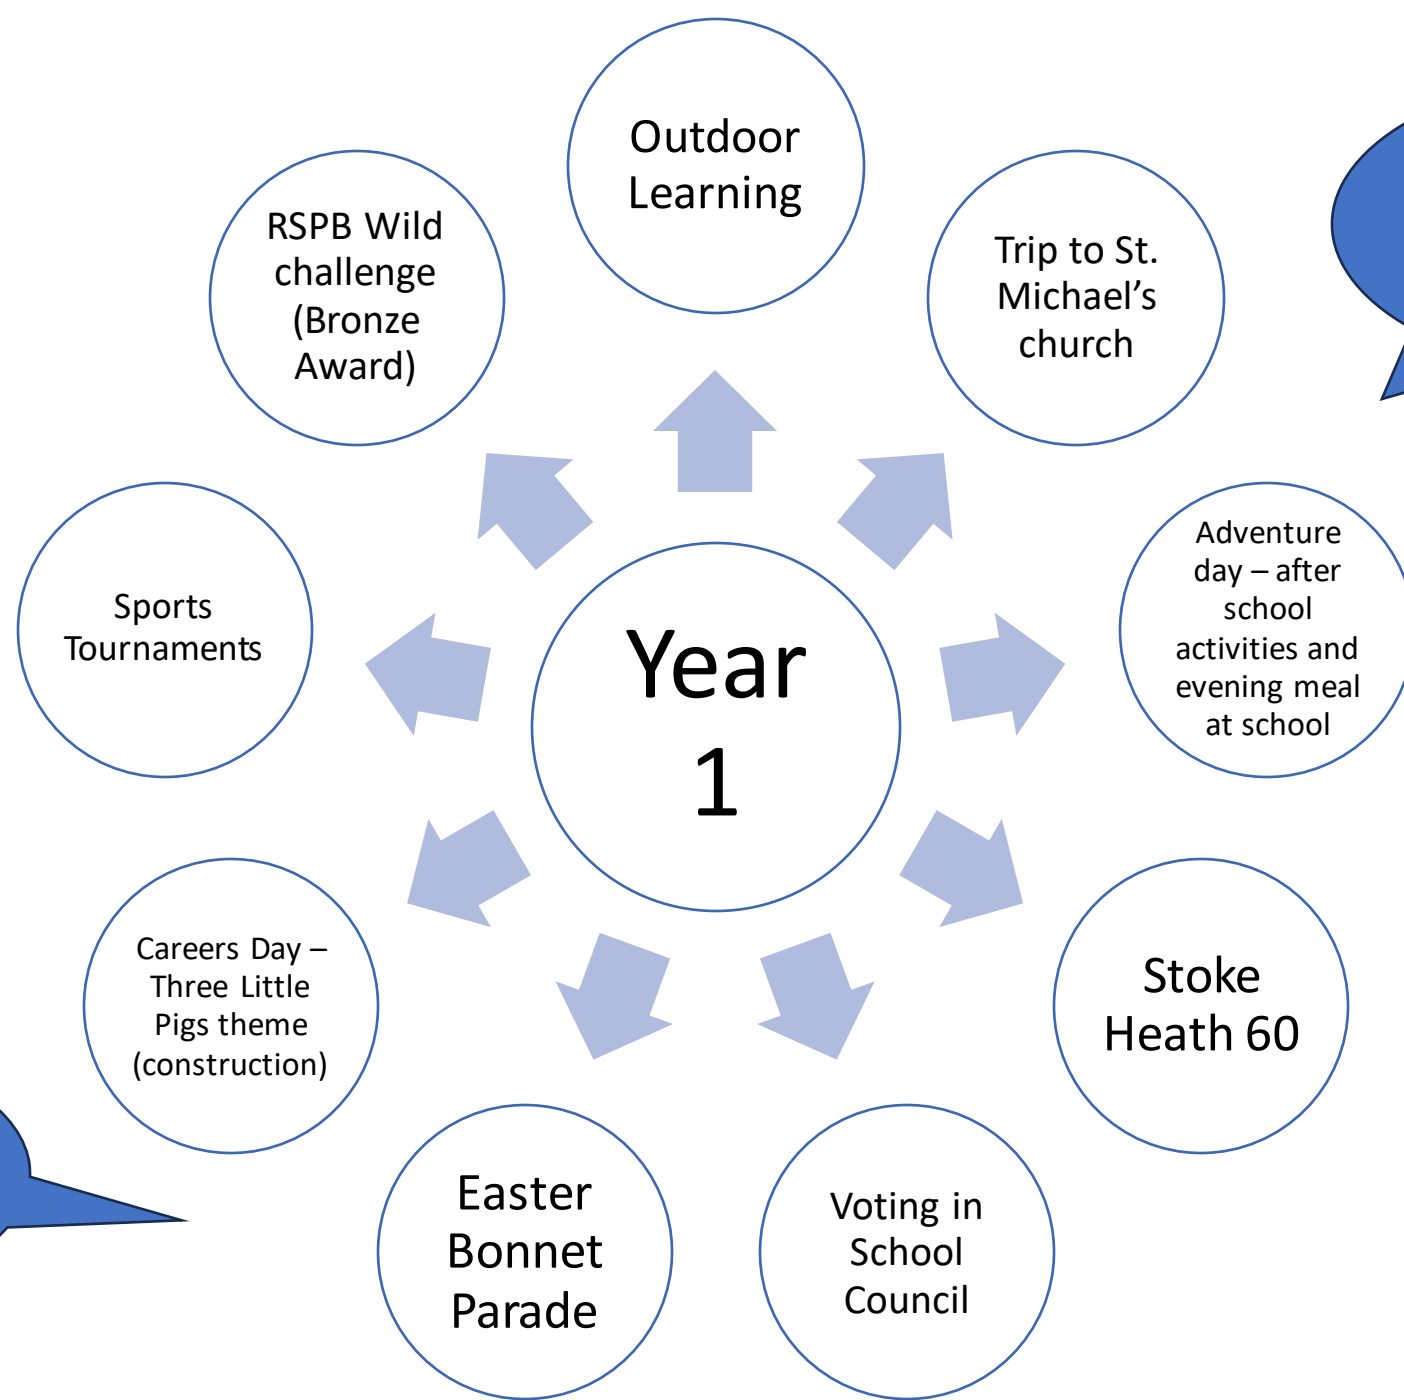 Outdoor
Learning
Trip to St.
Michael’s
church
Adventure
day – after
school
activities and
evening meal
at school
Stoke
Heath 60
Voting in
School
Council
Easter
Bonnet
Parade
Careers Day –
Three Little
Pigs theme
(construction)
Sports
Tournaments
RSPB Wild
challenge
(Bronze
Award)
Year
1